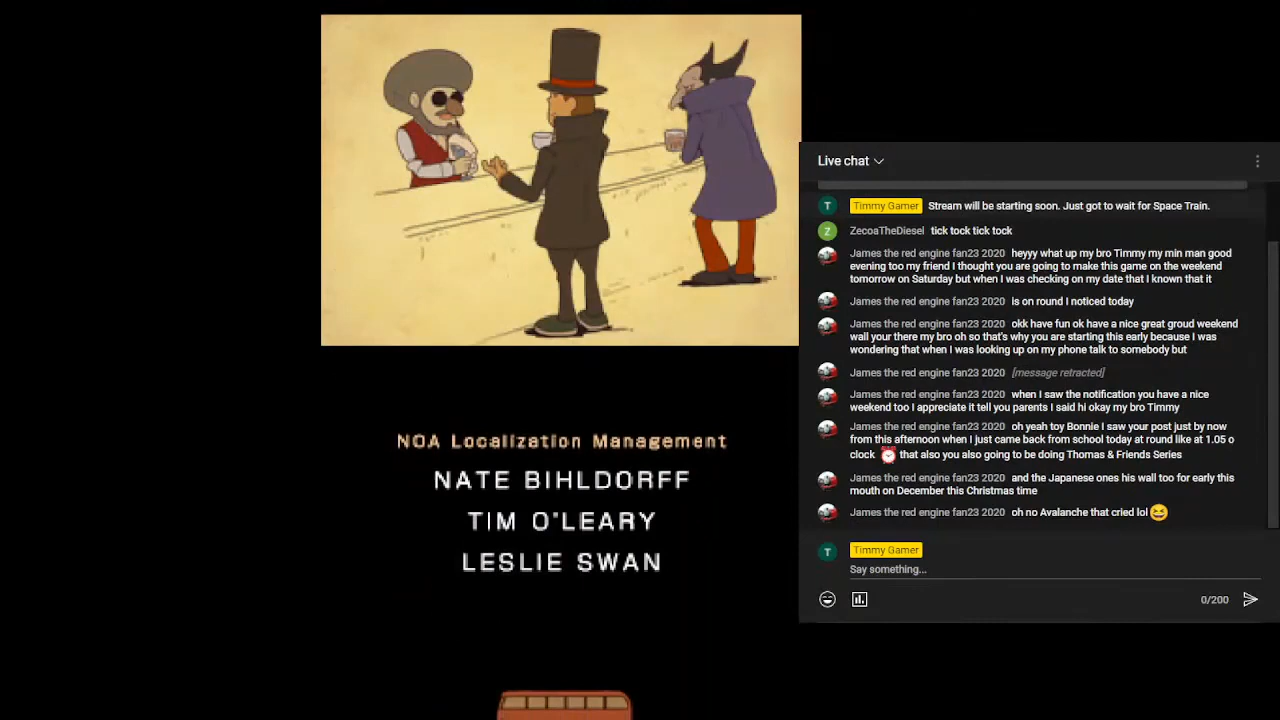 Live chat
T Timmy Gamer Stream will be starting soon. Just got to wait for Space Train.
Z ZecoaTheDiesel tick tock tick tock
James the red engine fan23 2020 heyyy what up my bro Timmy my min man good
evening too my friend I thought you are going to make this game on the weekend
tomorrow on Saturday but when I was checking on my date that I known that it
James the red engine fan23 2020 is on round I noticed today
James the red engine fan23 2020 okk have fun ok have a nice great groud weekend
wall your there my bro oh so that's why you are starting this early because I was
wondering that when I was looking up on my phone talk to somebody but
James the red engine fan23 2020 [message retracted]
James the red engine fan23 2020 when I saw the notification you have a nice
weekend too I appreciate it tell you parents I said hi okay my bro Timmy
James the red engine fan23 2020 oh yeah toy Bonnie I saw your post just by now
from this afternoon when I just came back from school today at round like at 1.05 o
clock ⏰ that also you also going to be doing Thomas & Friends Series
James the red engine fan23 2020 and the Japanese ones his wall too for early this
mouth on December this Christmas time
James the red engine fan23 2020 oh no Avalanche that cried lol 😆
T Timmy Gamer
Say something...
0/200
NOA Localization Management
NATE BIHLDORFF
TIM O'LEARY
LESLIE SWAN